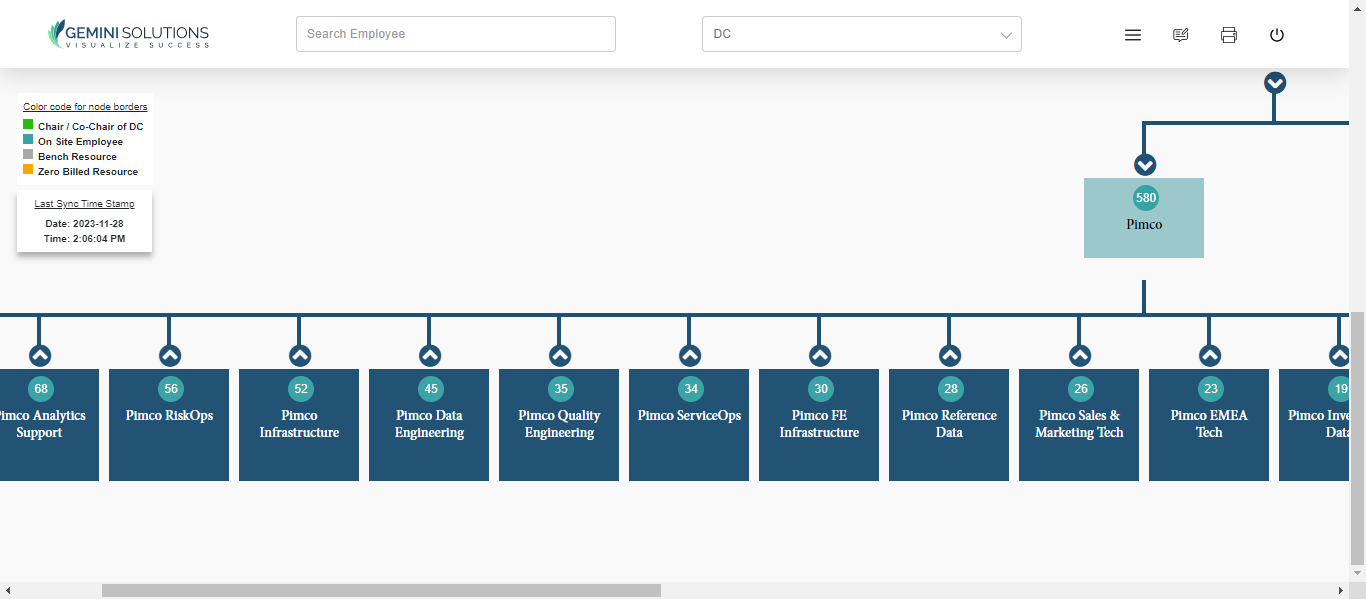 GEMINI SOLUTIONS
VISUALIZE SUCCESS
Search Employee
DC
Color code for node borders
Chair / Co-Chair of DC
On Site Employee
Bench Resource
Zero Billed Resource
Last Sync Time Stamp
Date: 2023-11-28
Time: 2:06:04 PM
580
Pimco
68
imco Analytics
Support
56
Pimco RiskOps
52
Pimco
Infrastructure
45
Pimco Data
Engineering
35
Pimco Quality
Engineering
34
Pimco ServiceOps
30
Pimco FE
Infrastructure
28
Pimco Reference
Data
26
Pimco Sales &
Marketing Tech
23
Pimco EMEA
Tech
19
Pimco Inve
Data